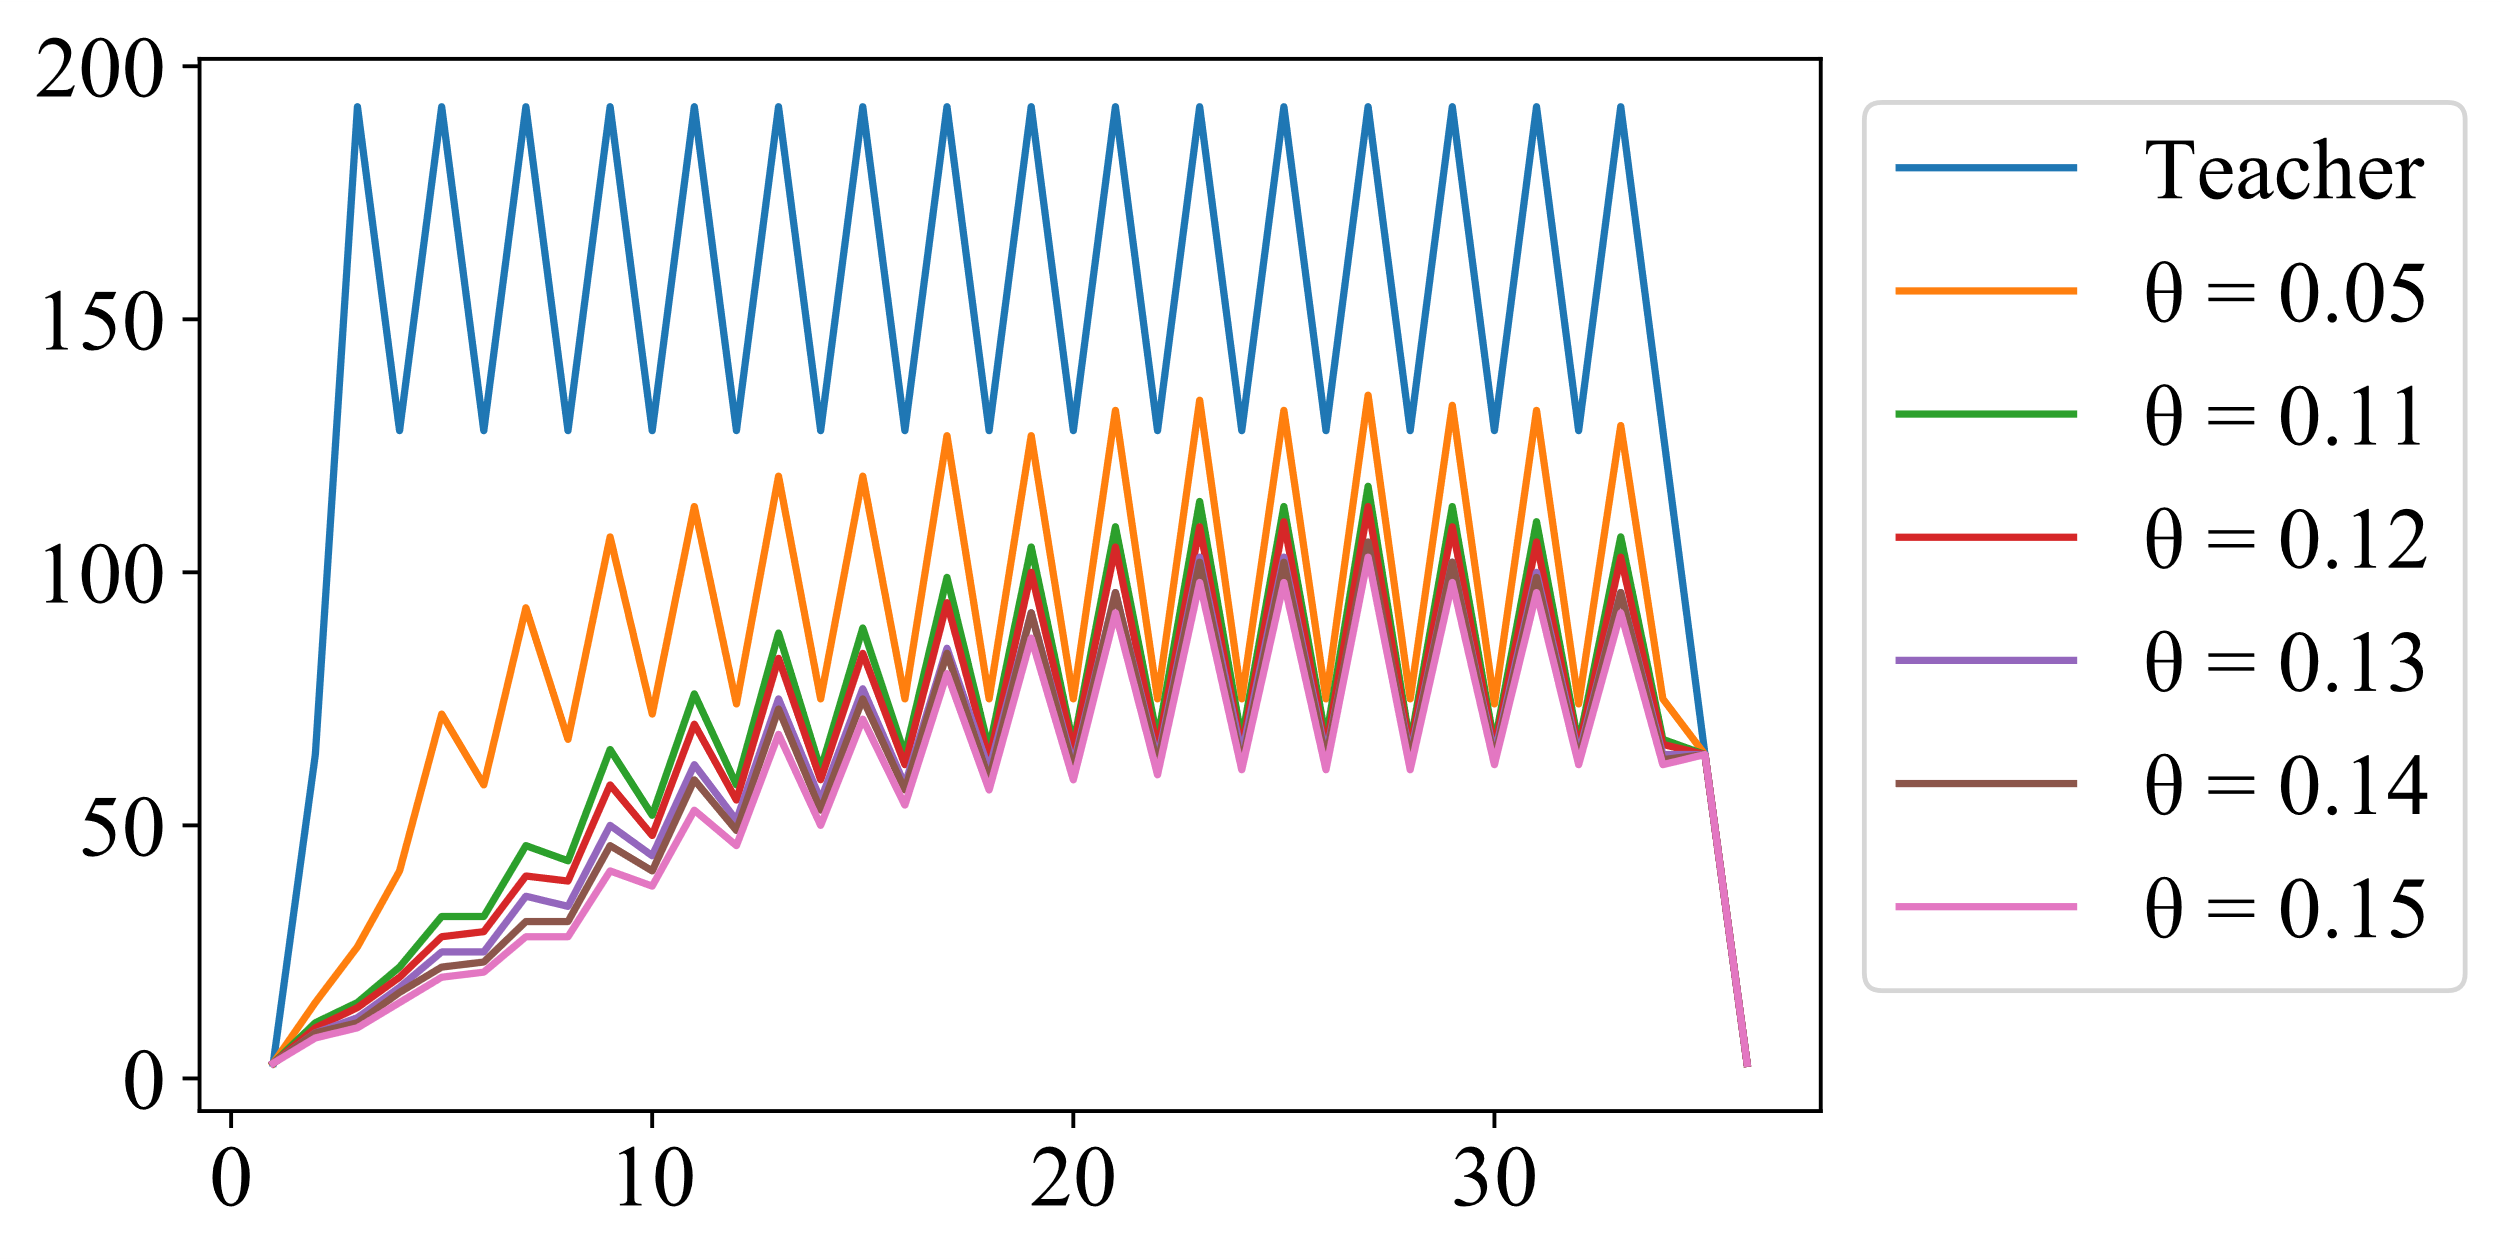 200
150
100
50
0
0 10 20 30
Teacher
θ = 0.05
θ = 0.11
θ = 0.12
θ = 0.13
θ = 0.14
θ = 0.15